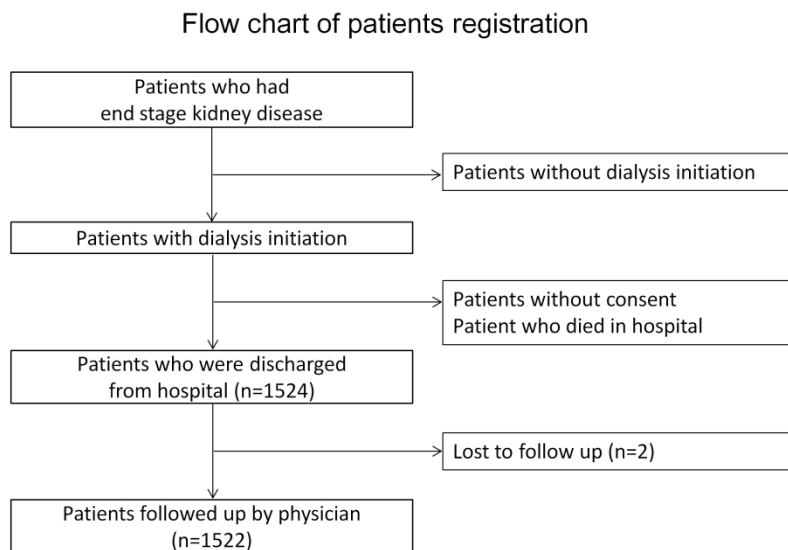 Flow chart of patients registration
Patients who had
end stage kidney disease
Patients without dialysis initiation
Patients with dialysis initiation
Patients without consent
Patient who died in hospital
Patients who were discharged
from hospital (n=1524)
Lost to follow up (n=2)
Patients followed up by physician
(n=1522)